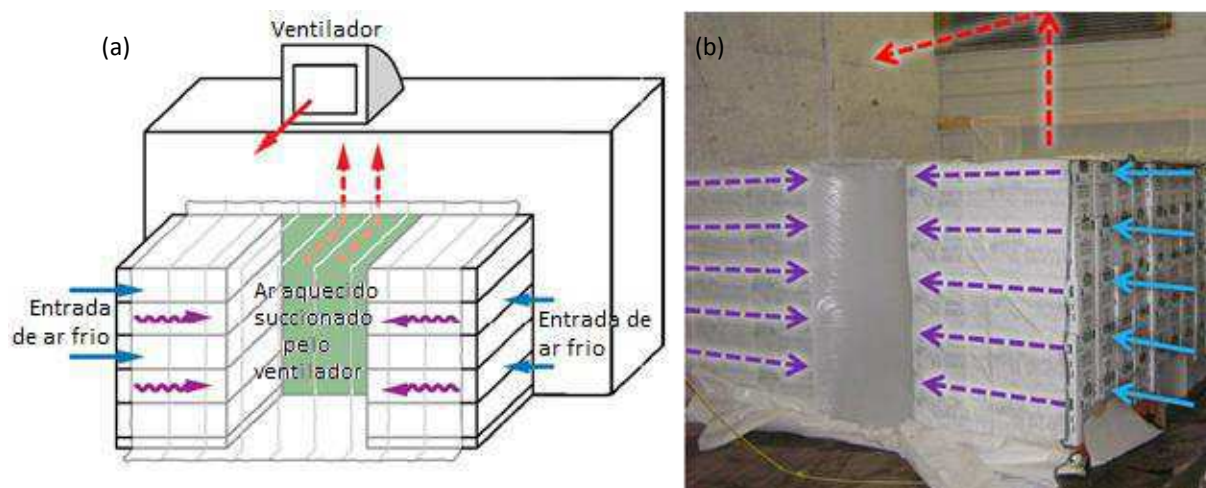 (a)
Ventilador
Entrada
de ar frio
Ar aquecido
succionado
pelo
ventilador
Entrada de
ar frio
(b)